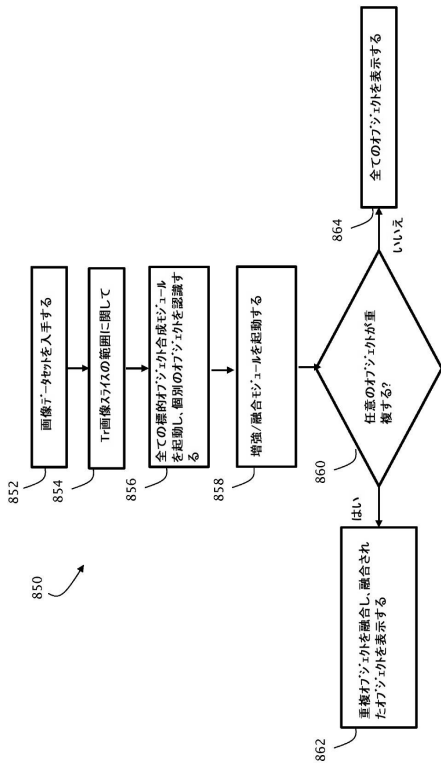 850
852
画像データセットを入手する
854
Tr画像スライスの範囲に関して
856
全ての標的オブジェクト合成モジュール
を起動し、個別のオブジェクトを認識す
る
858
増強/融合モジュールを起動する
860
任意のオブジェクトが重
複する?
はい
いいえ
862
重複オブジェクトを融合し、融合され
たオブジェクトを表示する
864
全てのオブジェクトを表示する